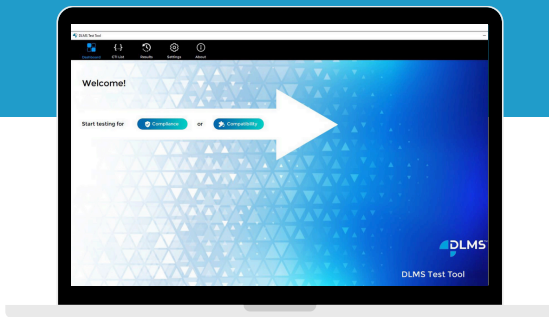 DLMS Test Tool
Dashboard CTI List Results Settings About
Welcome!
Start testing for Compliance or Compatibility
DLMS
DLMS Test Tool